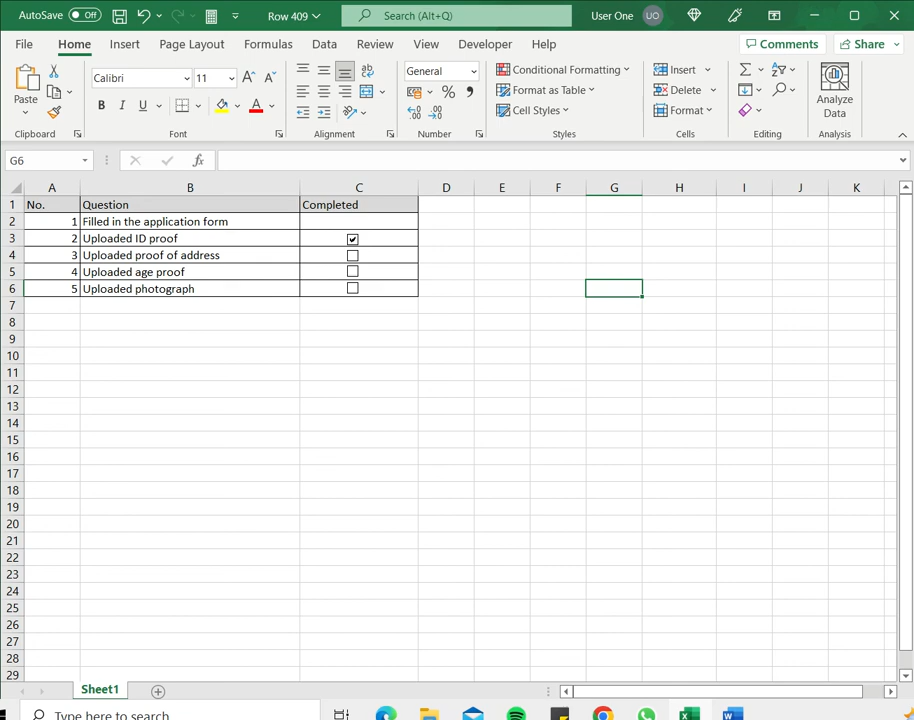 AutoSave Off Row 409 Search (Alt+Q) User One UO
File Home Insert Page Layout Formulas Data Review View Developer Help Comments Share
Paste
Clipboard
Calibri 11
B I U A
Font
ab
Alignment
General
% , .00
Number
Conditional Formatting
Format as Table
Cell Styles
Styles
Insert
Delete
Format
Cells
Editing
Analyze
Data
Analysis
G6 fx
A B C D E F G H I J K
1 No. Question Completed
2 1 Filled in the application form
3 2 Uploaded ID proof
4 3 Uploaded proof of address
5 4 Uploaded age proof
6 5 Uploaded photograph
7
8
9
10
11
12
13
14
15
16
17
18
19
20
21
22
23
24
25
26
27
28
29
Sheet1
Type here to search